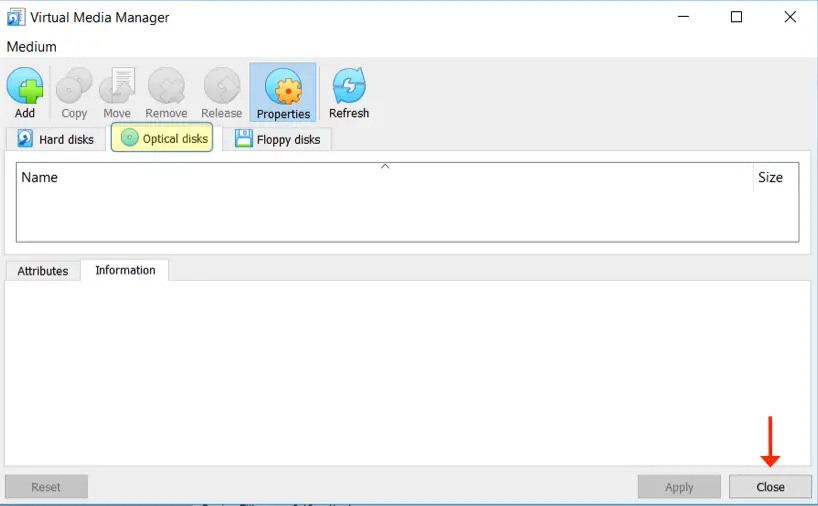 Virtual Media Manager
Medium
Add Copy Move Remove Release Properties Refresh
Hard disks Optical disks Floppy disks
Name Size
Attributes Information
Reset Apply Close